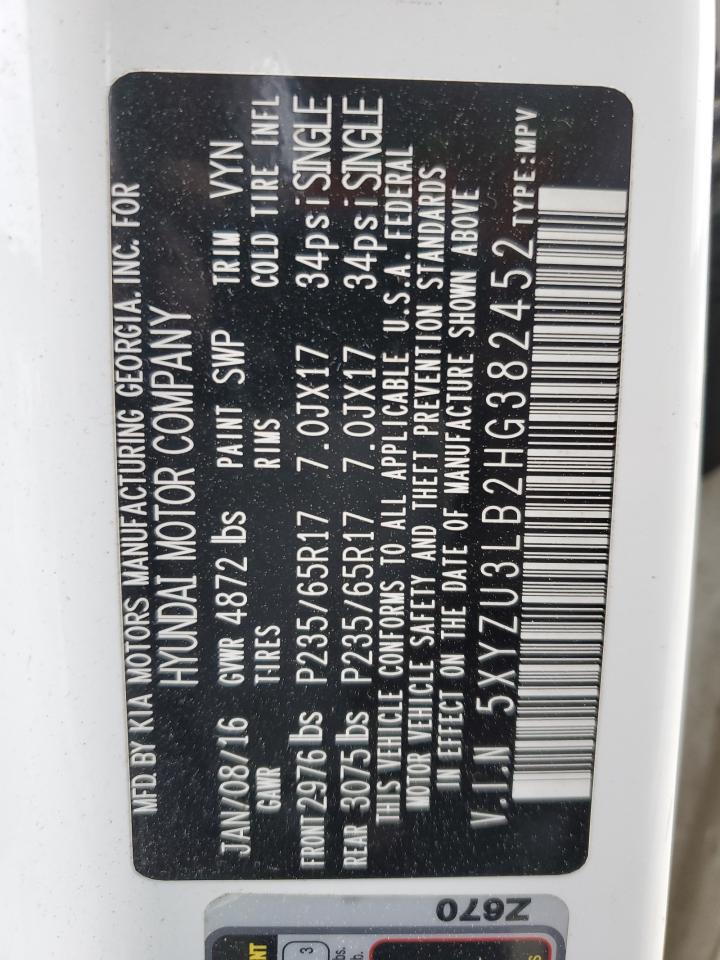 MFD. BY KIA MOTORS MANUFACTURING GEORGIA, INC. FOR
HYUNDAI MOTOR COMPANY
JAN/08/16 GVWR 4872 lbs PAINT SWP TRIM VYN
GAWR TIRES RIMS COLD TIRE INFL
FRONT 2976 lbs P235/65R17 7.0JX17 34psi SINGLE
REAR 3075 lbs P235/65R17 7.0JX17 34psi SINGLE
THIS VEHICLE CONFORMS TO ALL APPLICABLE U.S.A. FEDERAL
MOTOR VEHICLE SAFETY AND THEFT PREVENTION STANDARDS
IN EFFECT ON THE DATE OF MANUFACTURE SHOWN ABOVE
V.I.N 5XYZU3LB2HG382452 TYPE:MPV
Z670
3